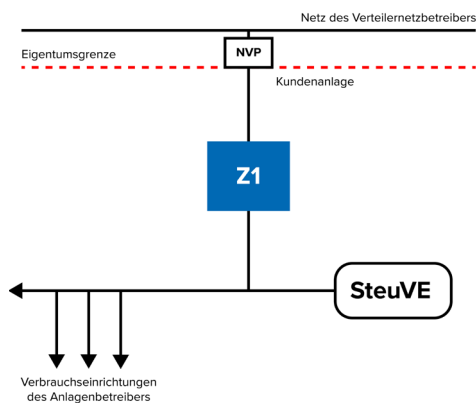 Netz des Verteilernetzbetreibers
NVP
Eigentumsgrenze
Kundenanlage
Z1
SteuVE
Verbrauchseinrichtungen
des Anlagenbetreibers